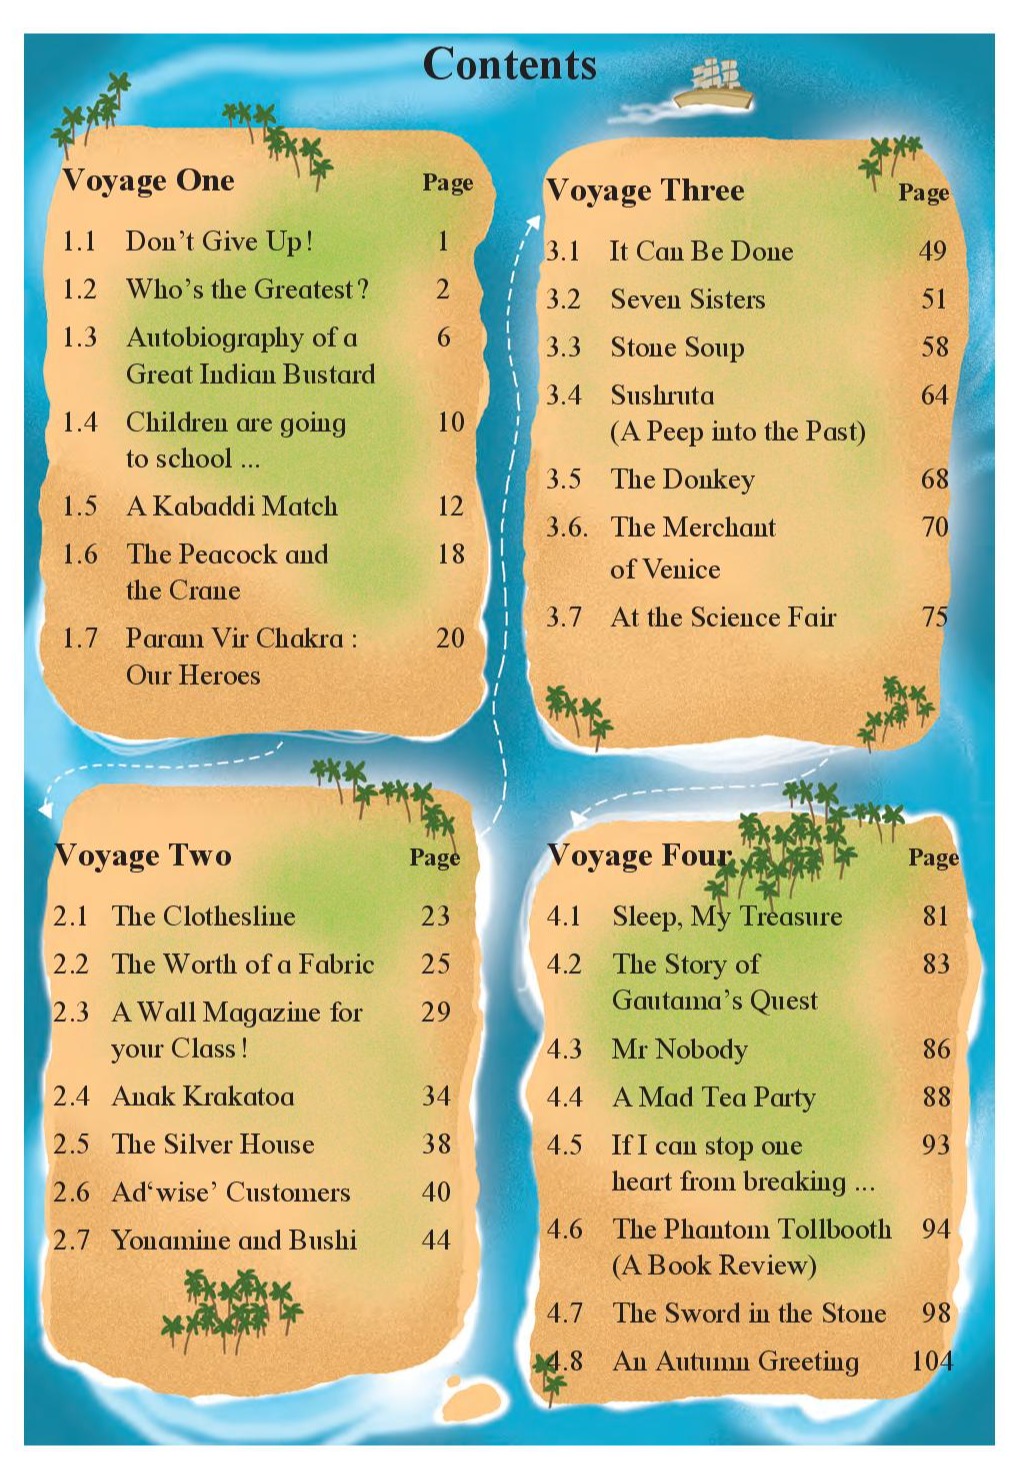 Contents
Voyage One Page
1.1 Don't Give Up! 1
1.2 Who's the Greatest? 2
1.3 Autobiography of a 6
Great Indian Bustard
1.4 Children are going 10
to school ...
1.5 A Kabaddi Match 12
1.6 The Peacock and 18
the Crane
1.7 Param Vir Chakra : 20
Our Heroes
Voyage Two Page
2.1 The Clothesline 23
2.2 The Worth of a Fabric 25
2.3 A Wall Magazine for 29
your Class!
2.4 Anak Krakatoa 34
2.5 The Silver House 38
2.6 Ad‘wise’ Customers 40
2.7 Yonamine and Bushi 44
Voyage Three Page
3.1 It Can Be Done 49
3.2 Seven Sisters 51
3.3 Stone Soup 58
3.4 Sushruta 64
(A Peep into the Past)
3.5 The Donkey 68
3.6. The Merchant 70
of Venice
3.7 At the Science Fair 75
Voyage Four Page
4.1 Sleep, My Treasure 81
4.2 The Story of 83
Gautama's Quest
4.3 Mr Nobody 86
4.4 A Mad Tea Party 88
4.5 If I can stop one 93
heart from breaking ...
4.6 The Phantom Tollbooth 94
(A Book Review)
4.7 The Sword in the Stone 98
4.8 An Autumn Greeting 104